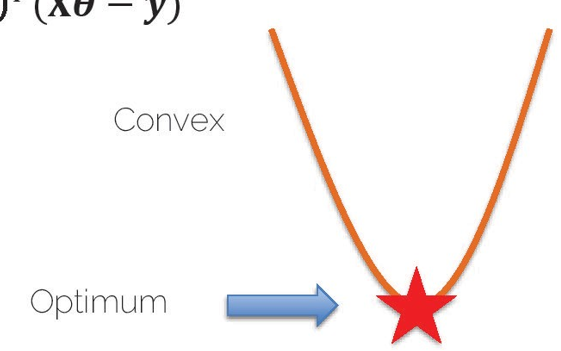 (Xθ − y)
Convex
Optimum